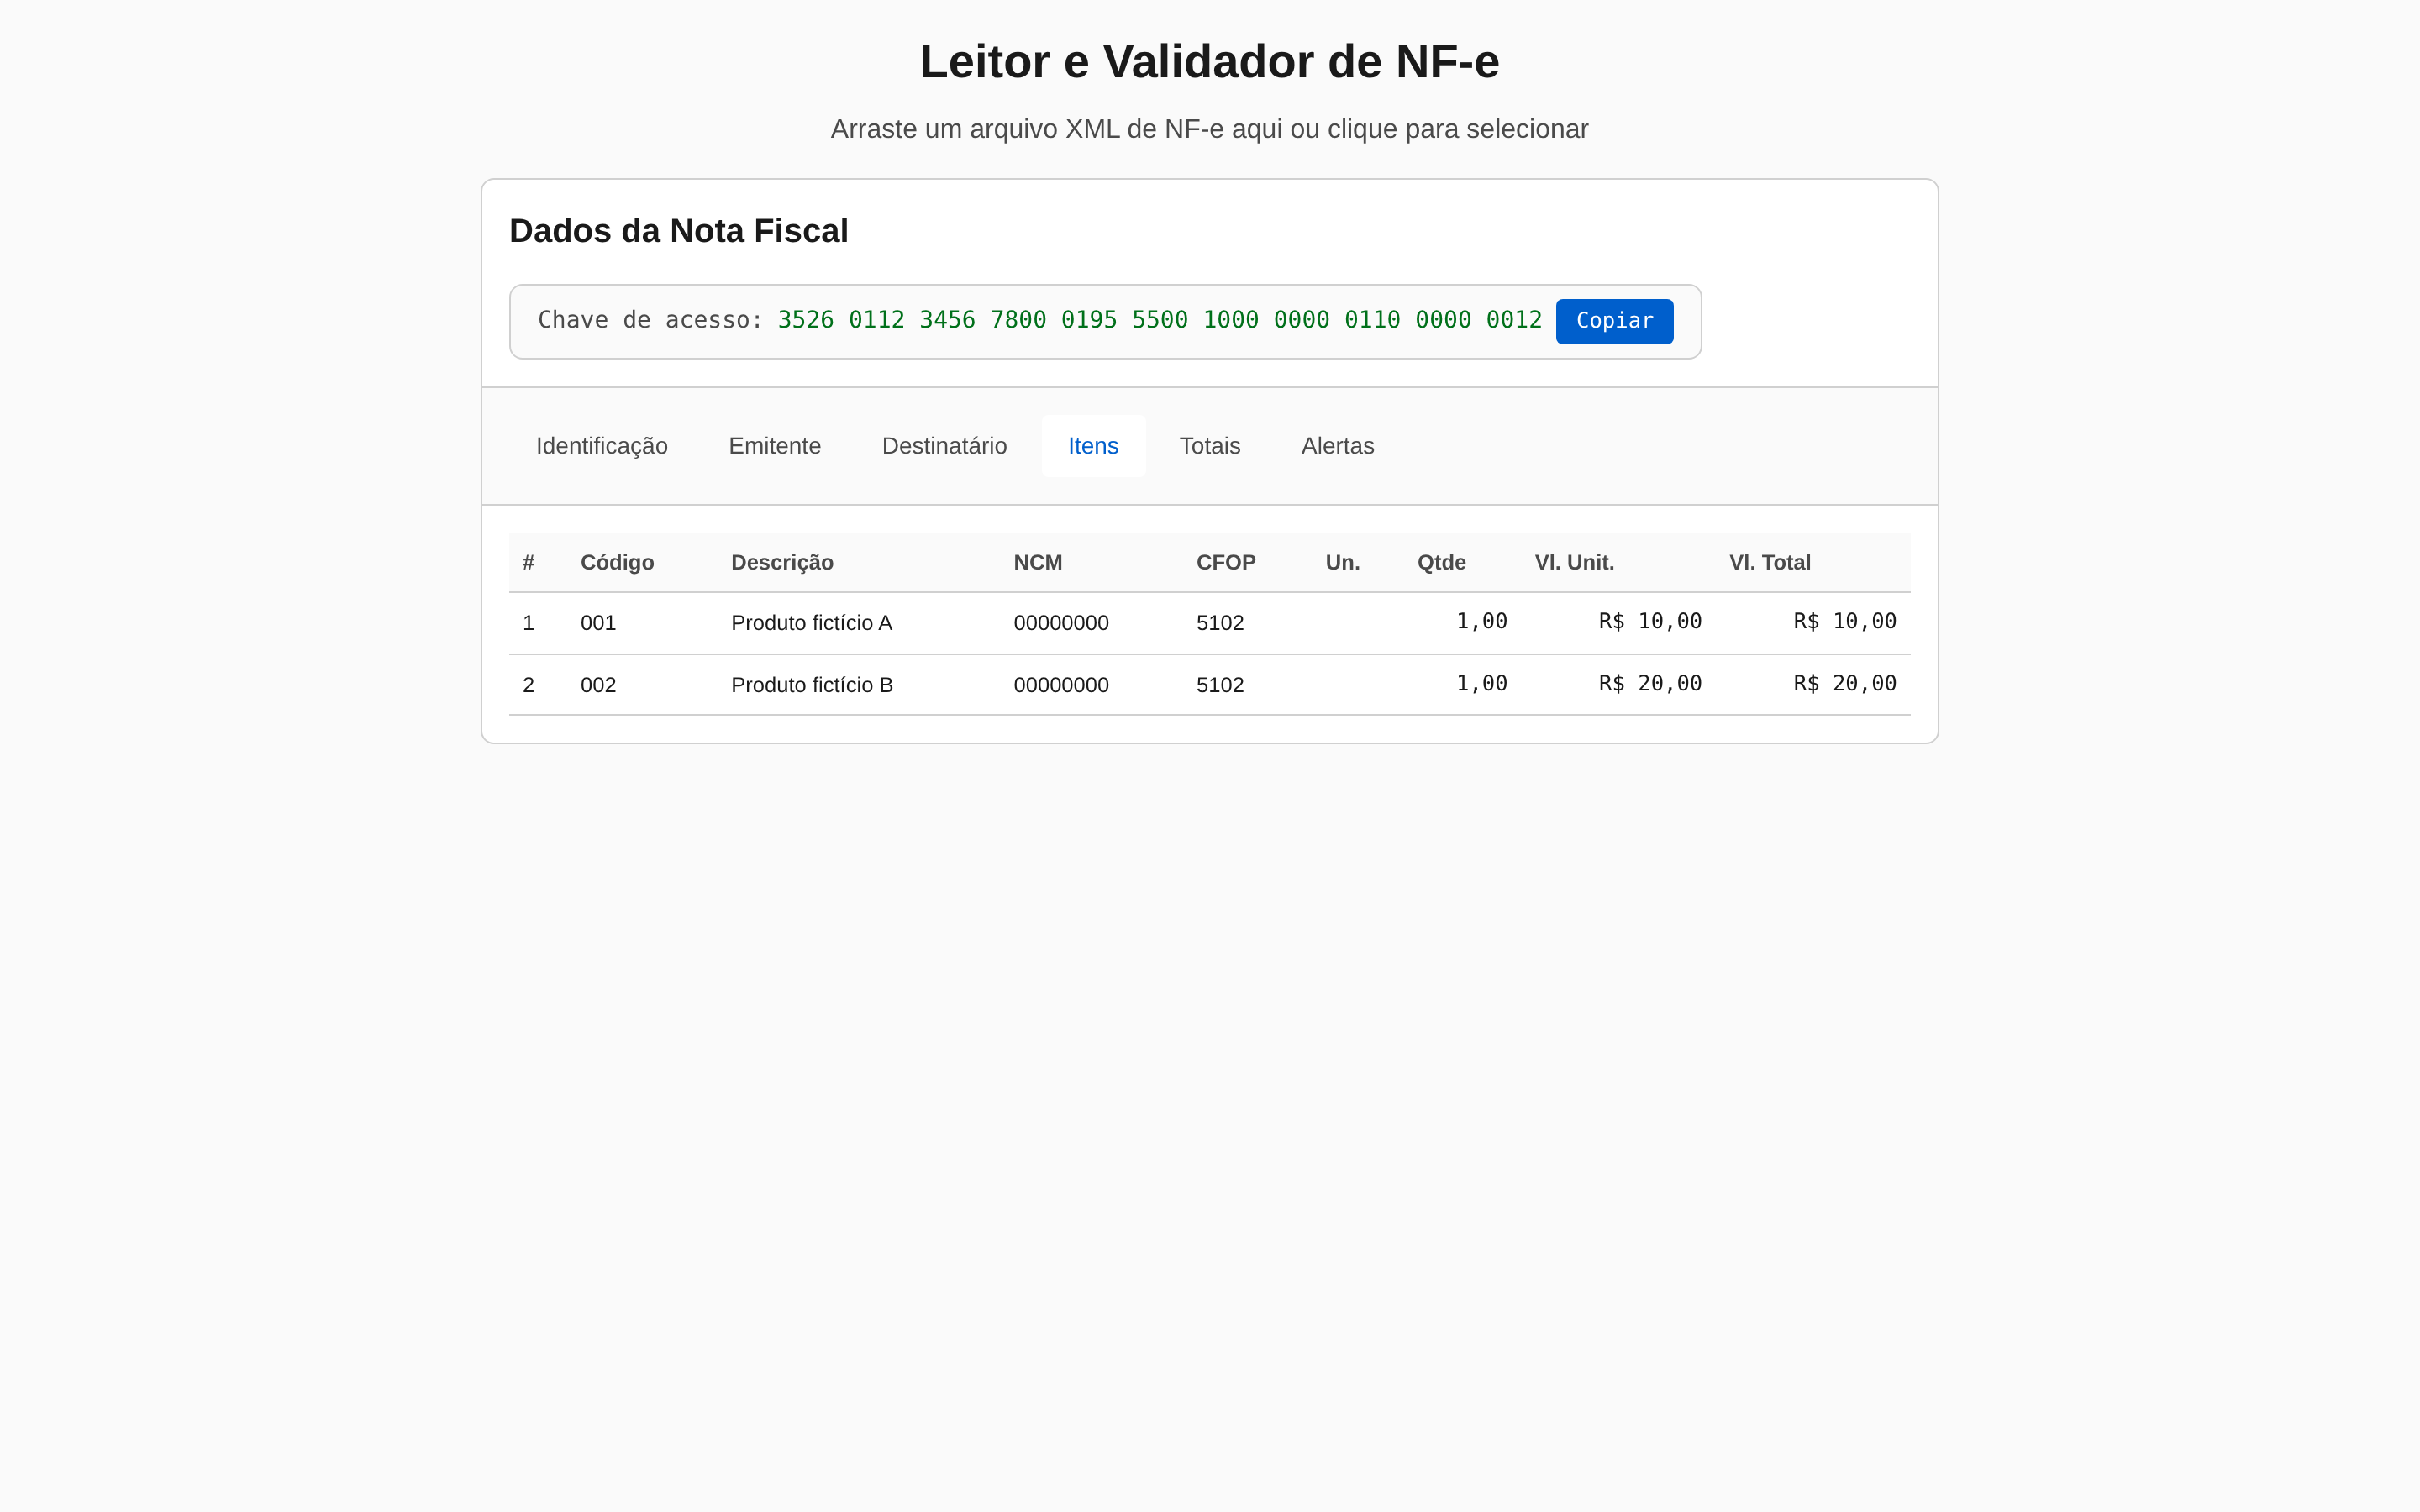 Leitor e Validador de NF-e
Arraste um arquivo XML de NF-e aqui ou clique para selecionar
Dados da Nota Fiscal
Chave de acesso: 3526 0112 3456 7800 0195 5500 1000 0000 0110 0000 0012 Copiar
Identificação Emitente Destinatário Itens Totais Alertas
# Código Descrição NCM CFOP Un. Qtde Vl. Unit. Vl. Total
1 001 Produto fictício A 00000000 5102 1,00 R$ 10,00 R$ 10,00
2 002 Produto fictício B 00000000 5102 1,00 R$ 20,00 R$ 20,00